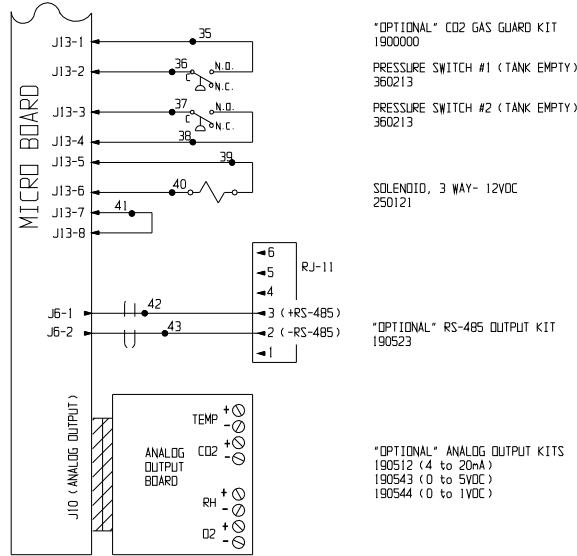 MICRO BOARD
J13-1
35
"OPTIONAL" CO2 GAS GUARD KIT
1900000
J13-2
36
N.O.
C
N.C.
PRESSURE SWITCH #1 (TANK EMPTY)
360213
J13-3
37
N.O.
C
N.C.
PRESSURE SWITCH #2 (TANK EMPTY)
360213
J13-4
38
J13-5
39
J13-6
40
SOLENOID, 3 WAY- 12VDC
250121
J13-7
41
J13-8
6
5
RJ-11
4
J6-1
42
3 (+RS-485)
J6-2
43
2 (-RS-485)
1
"OPTIONAL" RS-485 OUTPUT KIT
190523
J10 (ANALOG OUTPUT)
ANALOG
OUTPUT
BOARD
TEMP + -
CO2 + -
RH + -
O2 + -
"OPTIONAL" ANALOG OUTPUT KITS
190512 (4 to 20mA)
190543 (0 to 5VDC)
190544 (0 to 1VDC)